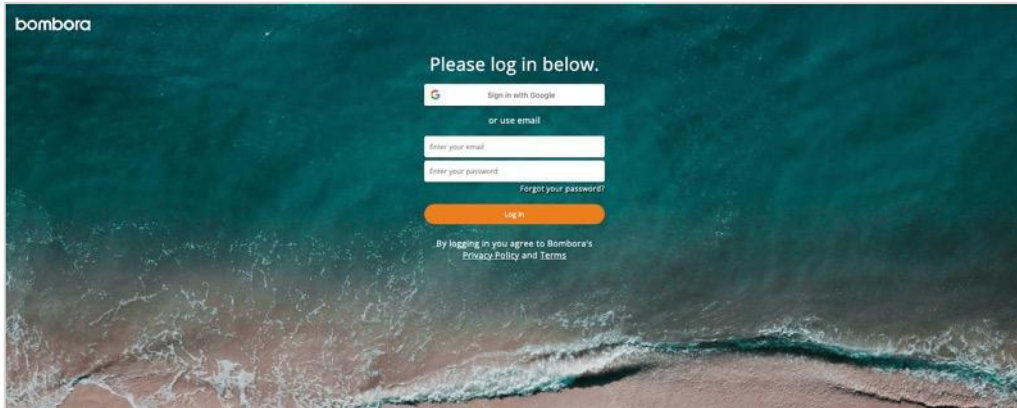 bombora
Please log in below.
Sign in with Google
or use email
Enter your email
Enter your password
Forgot your password?
Log in
By logging in you agree to Bombora's
Privacy Policy and Terms